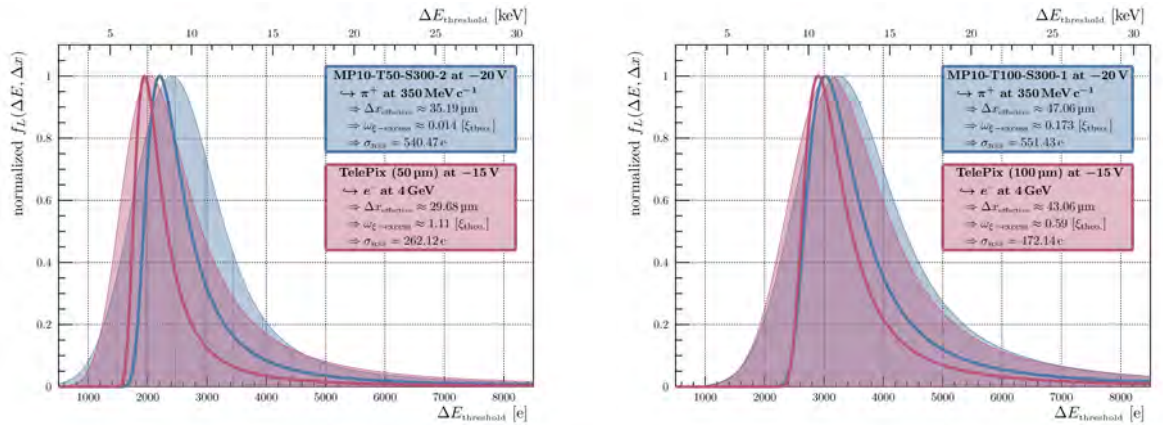 ΔE_threshold [keV]
5 10 15 20 25 30
normalized f_L(ΔE, Δx)
1
0.8
0.6
0.4
0.2
0
MP10-T50-S300-2 at −20 V
↪ π⁺ at 350 MeV c⁻¹
⇒ Δx_effective ≈ 35.19 μm
⇒ ω_ξ−excess ≈ 0.014 [ξ_theo.]
⇒ = 540.47 e
TelePix (50 μm) at −15 V
↪ e⁻ at 4 GeV
⇒ Δx_effective ≈ 29.68 μm
⇒ ω_ξ−excess ≈ 1.11 [ξ_theo.]
⇒ = 262.12 e
1000 2000 3000 4000 5000 6000 7000 8000
ΔE_threshold [e]
ΔE_threshold [keV]
5 10 15 20 25 30
normalized f_L(ΔE, Δx)
1
0.8
0.6
0.4
0.2
0
MP10-T100-S300-1 at −20 V
↪ π⁺ at 350 MeV c⁻¹
⇒ Δx_effective ≈ 47.06 μm
⇒ ω_ξ−excess ≈ 0.173 [ξ_theo.]
⇒ = 551.43 e
TelePix (100 μm) at −15 V
↪ e⁻ at 4 GeV
⇒ Δx_effective ≈ 43.06 μm
⇒ ω_ξ−excess ≈ 0.59 [ξ_theo.]
⇒ = 472.14 e
1000 2000 3000 4000 5000 6000 7000 8000
ΔE_threshold [e]